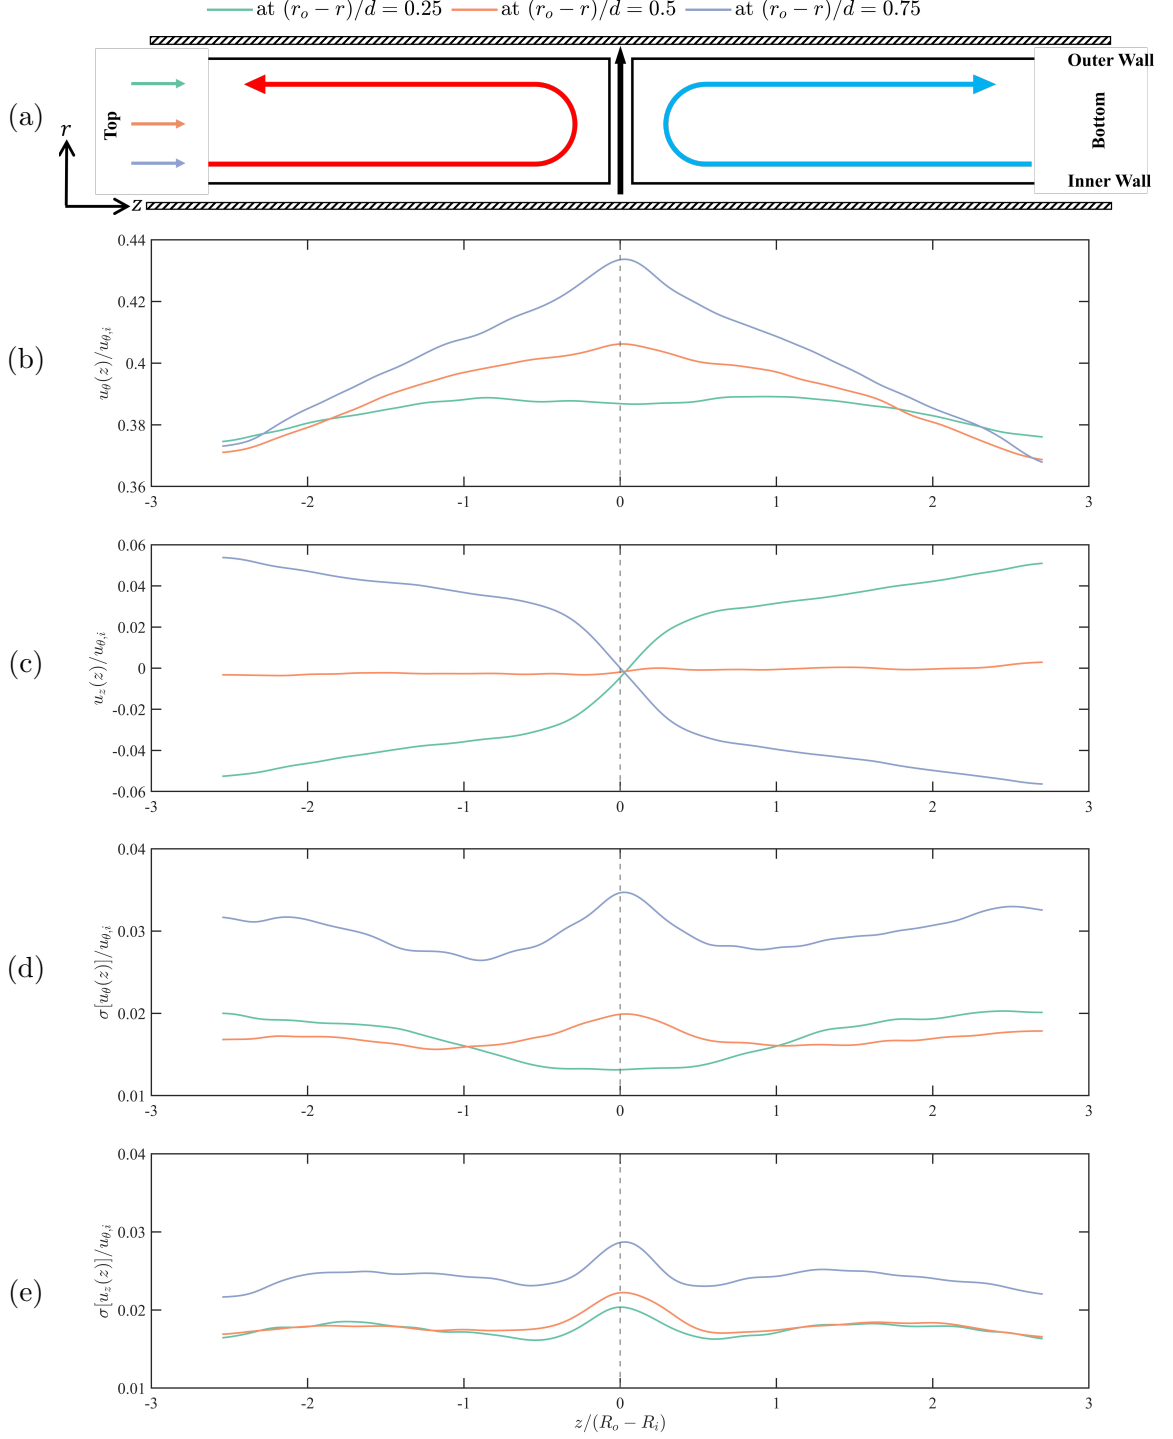 at (r_o − r)/d = 0.25 at (r_o − r)/d = 0.5 at (r_o − r)/d = 0.75
(a)
r
z
Top
Bottom
Outer Wall
Inner Wall
(b)
u_θ(z)/u_{θ,i}
0.44
0.42
0.4
0.38
0.36
-3 -2 -1 0 1 2 3
(c)
u_z(z)/u_{θ,i}
0.06
0.04
0.02
0
-0.02
-0.04
-0.06
-3 -2 -1 0 1 2 3
(d)
σ[u_θ(z)]/u_{θ,i}
0.04
0.03
0.02
0.01
-3 -2 -1 0 1 2 3
(e)
σ[u_z(z)]/u_{θ,i}
0.04
0.03
0.02
0.01
-3 -2 -1 0 1 2 3
z/(R_o − R_i)